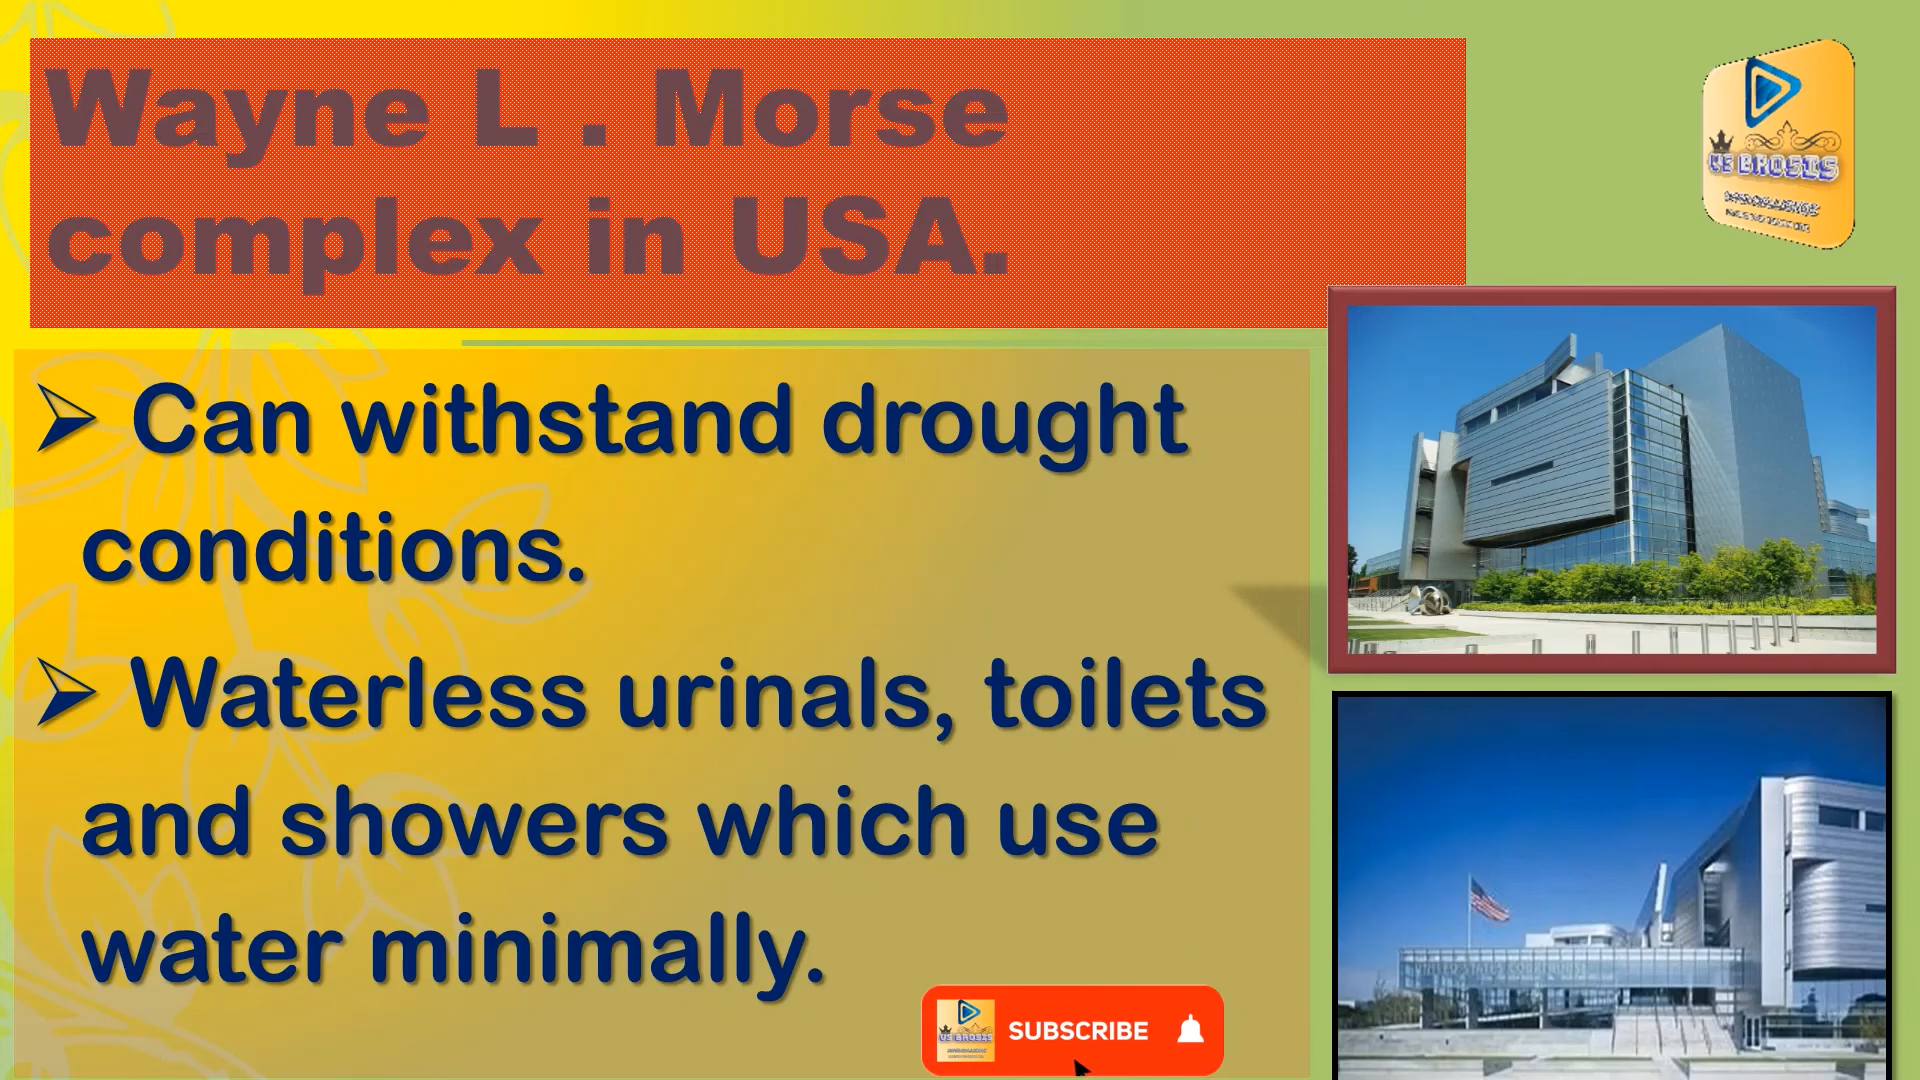 Wayne L . Morse
complex in USA.
Can withstand drought
conditions.
Waterless urinals, toilets
and showers which use
water minimally.
SUBSCRIBE